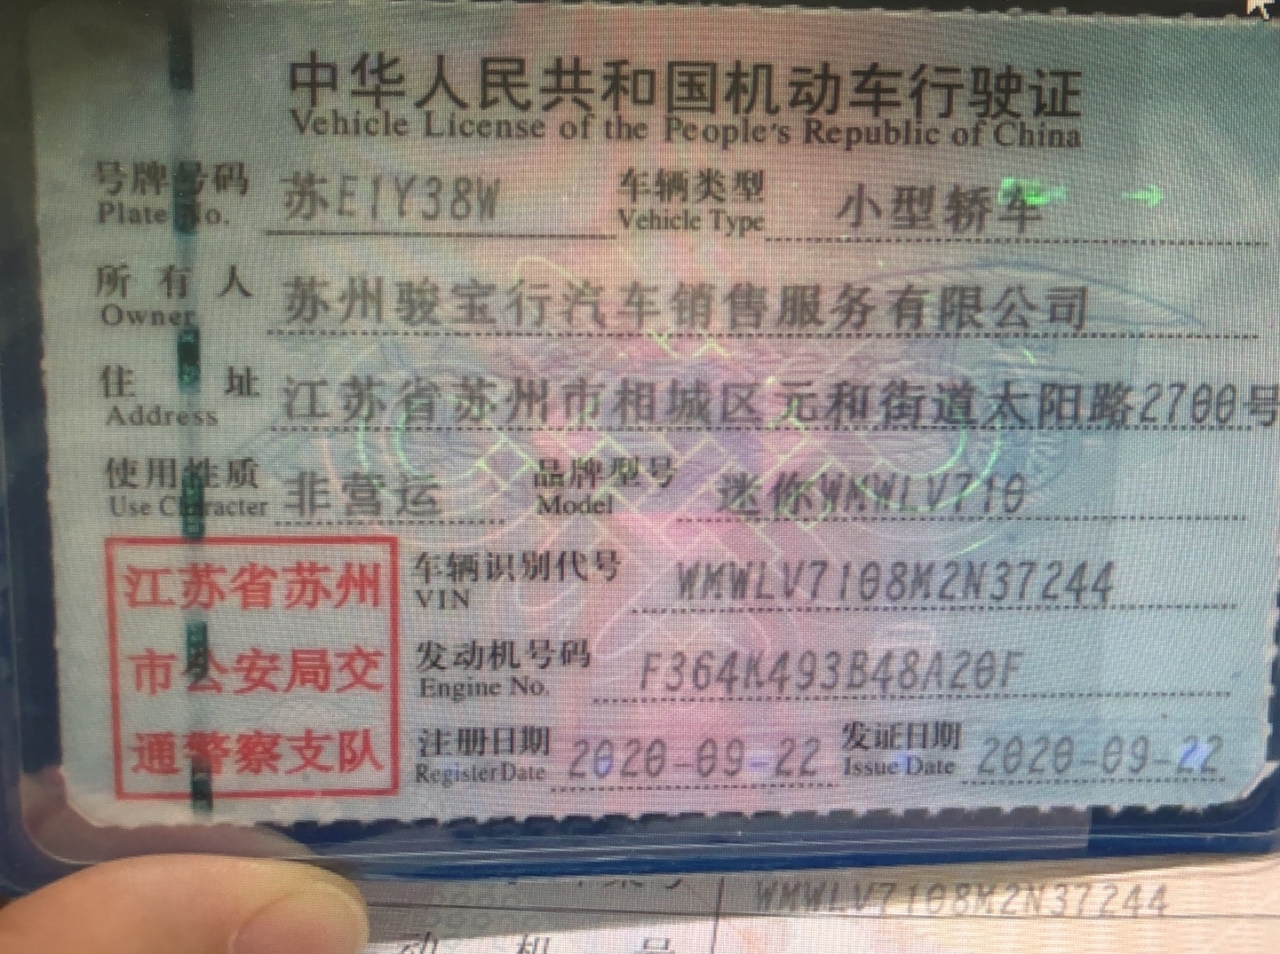 中华人民共和国机动车行驶证
Vehicle License of the People's Republic of China
号牌号码 苏E1Y38W 车辆类型 小型轿车
Plate No. Vehicle Type
所有人 苏州骏宝行汽车销售服务有限公司
Owner
住址 江苏省苏州市相城区元和街道太阳路2700号
Address
使用性质 非营运 品牌型号 迷你WMWLV710
Use Character Model
江苏省苏州
市公安局交
通警察支队
车辆识别代号 WMWLV7108M2N37244
VIN
发动机号码 F364K493B48A20F
Engine No.
注册日期 2020-09-22 发证日期 2020-09-22
Register Date Issue Date
WMWLV7108M2N37244
动机号